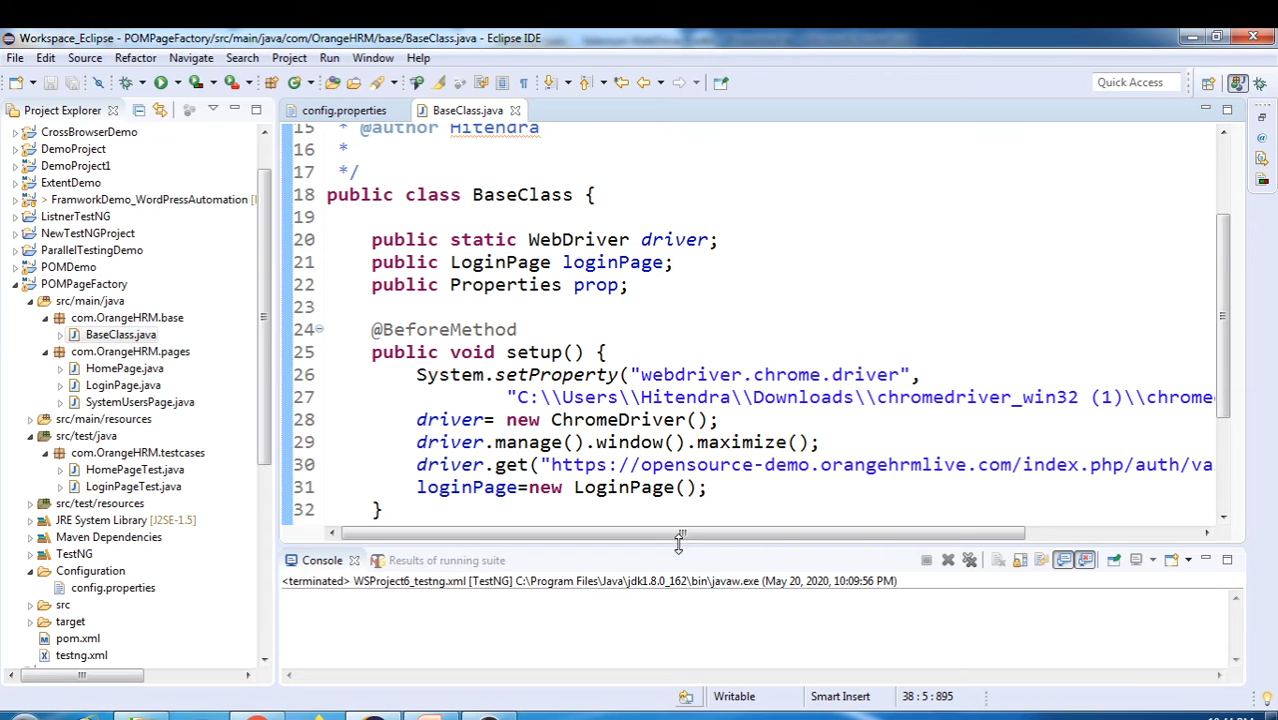 Workspace_Eclipse - POMPageFactory/src/main/java/com/OrangeHRM/base/BaseClass.java - Eclipse IDE
File Edit Source Refactor Navigate Search Project Run Window Help
Quick Access
Project Explorer
config.properties
BaseClass.java
CrossBrowserDemo
DemoProject
DemoProject1
ExtentDemo
> FramworkDemo_WordPressAutomation
ListnerTestNG
NewTestNGProject
ParallelTestingDemo
POMDemo
POMPageFactory
src/main/java
com.OrangeHRM.base
BaseClass.java
com.OrangeHRM.pages
HomePage.java
LoginPage.java
SystemUsersPage.java
src/main/resources
src/test/java
com.OrangeHRM.testcases
HomePageTest.java
LoginPageTest.java
src/test/resources
JRE System Library [J2SE-1.5]
Maven Dependencies
TestNG
Configuration
config.properties
src
target
pom.xml
testng.xml
15 * @author Hitendra
16 *
17 */
18 public class BaseClass {
19
20 public static WebDriver driver;
21 public LoginPage loginPage;
22 public Properties prop;
23
24 @BeforeMethod
25 public void setup() {
26 System.setProperty("webdriver.chrome.driver",
27 "C:\\Users\\Hitendra\\Downloads\\chromedriver_win32 (1)\\chrome
28 driver= new ChromeDriver();
29 driver.manage().window().maximize();
30 driver.get("https://opensource-demo.orangehrmlive.com/index.php/auth/va
31 loginPage=new LoginPage();
32 }
Console
Results of running suite
<terminated> WSProject6_testng.xml [TestNG] C:\Program Files\Java\jdk1.8.0_162\bin\javaw.exe (May 20, 2020, 10:09:56 PM)
Writable
Smart Insert
38 : 5 : 895